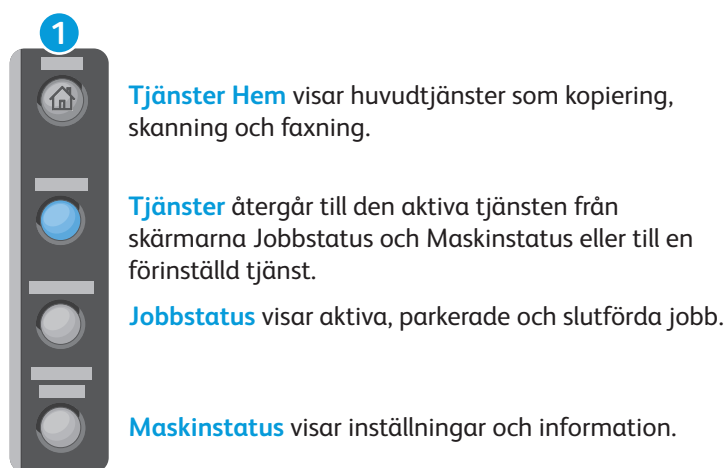 1
Tjänster Hem visar huvudtjänster som kopiering,
skanning och faxning.
Tjänster återgår till den aktiva tjänsten från
skärmarna Jobbstatus och Maskinstatus eller till en
förinställd tjänst.
Jobbstatus visar aktiva, parkerade och slutförda jobb.
Maskinstatus visar inställningar och information.